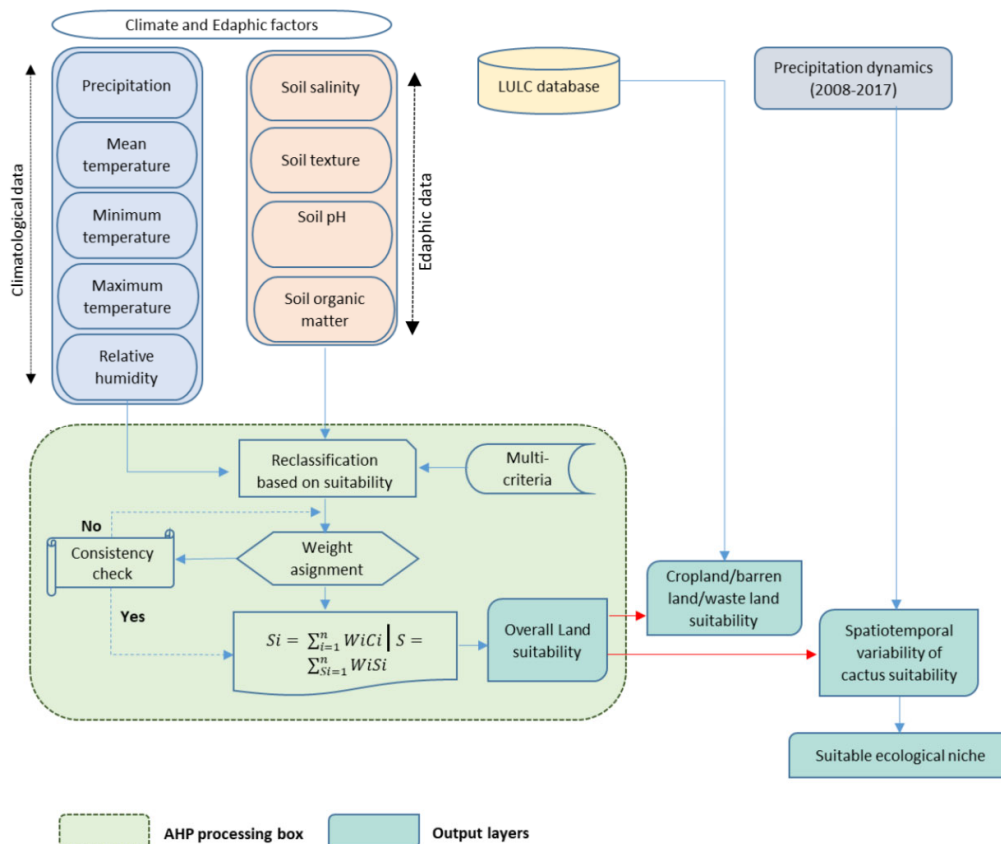 Climate and Edaphic factors
Climatological data
Precipitation
Mean
temperature
Minimum
temperature
Maximum
temperature
Relative
humidity
Soil salinity
Soil texture
Soil pH
Soil organic
matter
Edaphic data
LULC database
Precipitation dynamics
(2008-2017)
Reclassification
based on suitability
Multi-
criteria
No
Consistency
check
Weight
asignment
Yes
Si = ∑ⁿᵢ₌₁ WiCi | S =
∑ⁿSi=1 WiSi
Overall Land
suitability
Cropland/barren
land/waste land
suitability
Spatiotemporal
variability of
cactus suitability
Suitable ecological niche
AHP processing box
Output layers